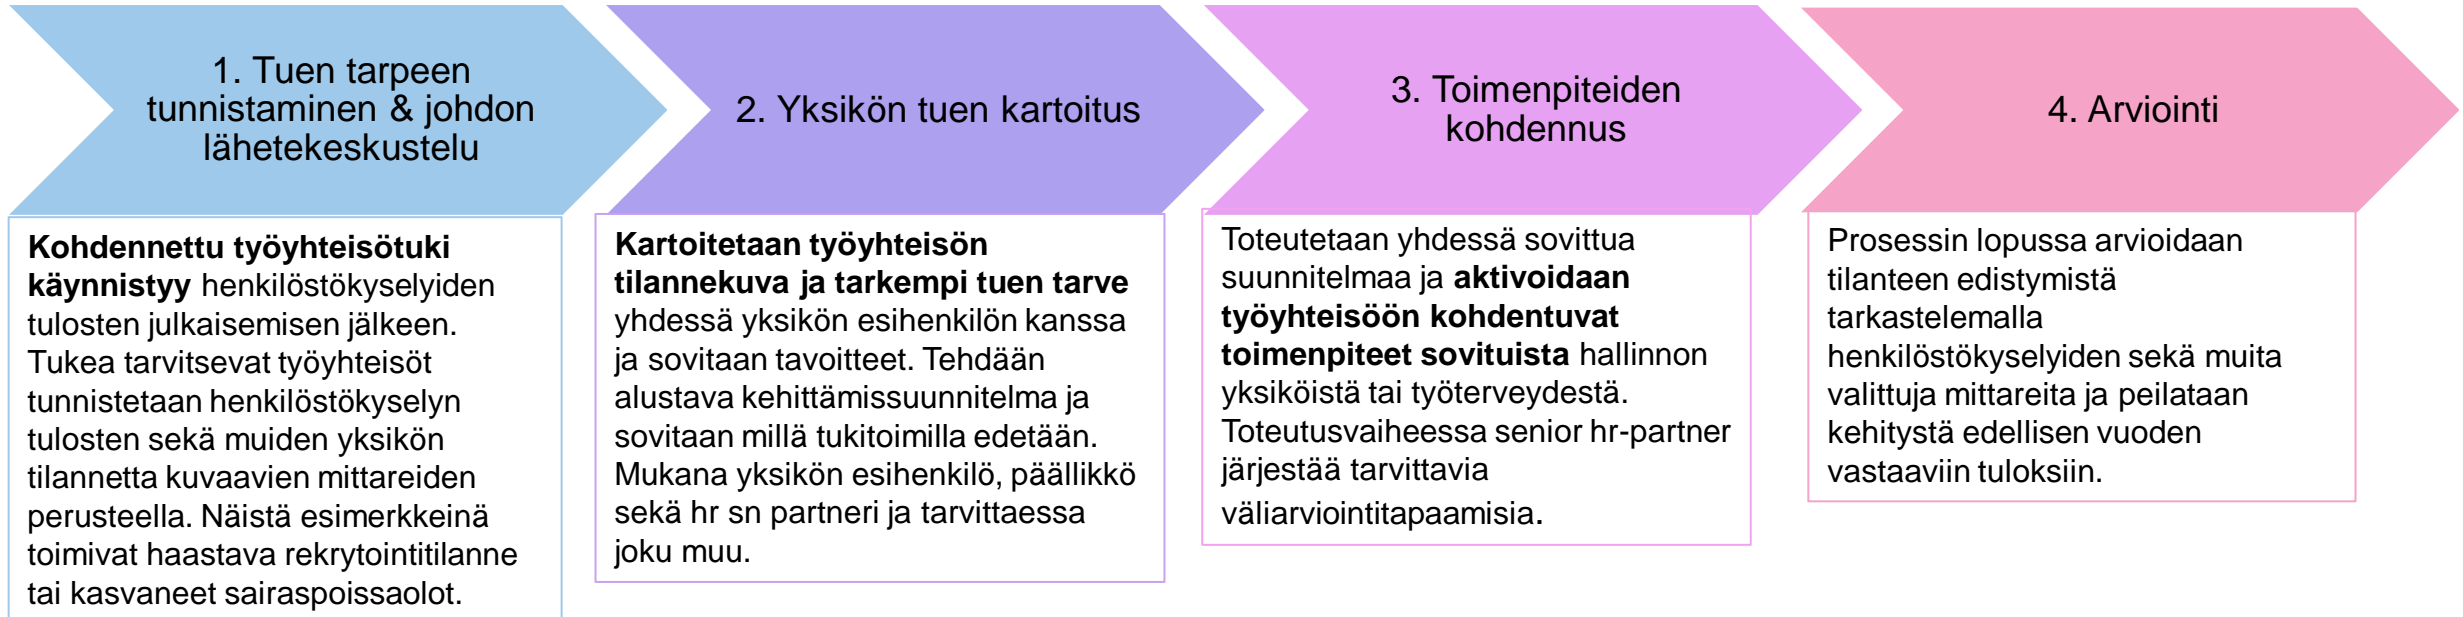 1. Tuen tarpeen
tunnistaminen & johdon
lähetekeskustelu
Kohdennettu työyhteisötuki
käynnistyy henkilöstökyselyiden
tulosten julkaisemisen jälkeen.
Tukea tarvitsevat työyhteisöt
tunnistetaan henkilöstökyselyn
tulosten sekä muiden yksikön
tilannetta kuvaavien mittareiden
perusteella. Näistä esimerkkeinä
toimivat haastava rekrytointitilanne
tai kasvaneet sairaspoissaolot.
2. Yksikön tuen kartoitus
Kartoitetaan työyhteisön
tilannekuva ja tarkempi tuen tarve
yhdessä yksikön esihenkilön kanssa
ja sovitaan tavoitteet. Tehdään
alustava kehittämissuunnitelma ja
sovitaan millä tukitoimilla edetään.
Mukana yksikön esihenkilö, päällikkö
sekä hr sn partneri ja tarvittaessa
joku muu.
3. Toimenpiteiden
kohdennus
Toteutetaan yhdessä sovittua
suunnitelmaa ja aktivoidaan
työyhteisöön kohdentuvat
toimenpiteet sovituista hallinnon
yksiköistä tai työterveydestä.
Toteutusvaiheessa senior hr-partner
järjestää tarvittavia
väliarviointitapaamisia.
4. Arviointi
Prosessin lopussa arvioidaan
tilanteen edistymistä
tarkastelemalla
henkilöstökyselyiden sekä muita
valittuja mittareita ja peilataan
kehitystä edellisen vuoden
vastaaviin tuloksiin.